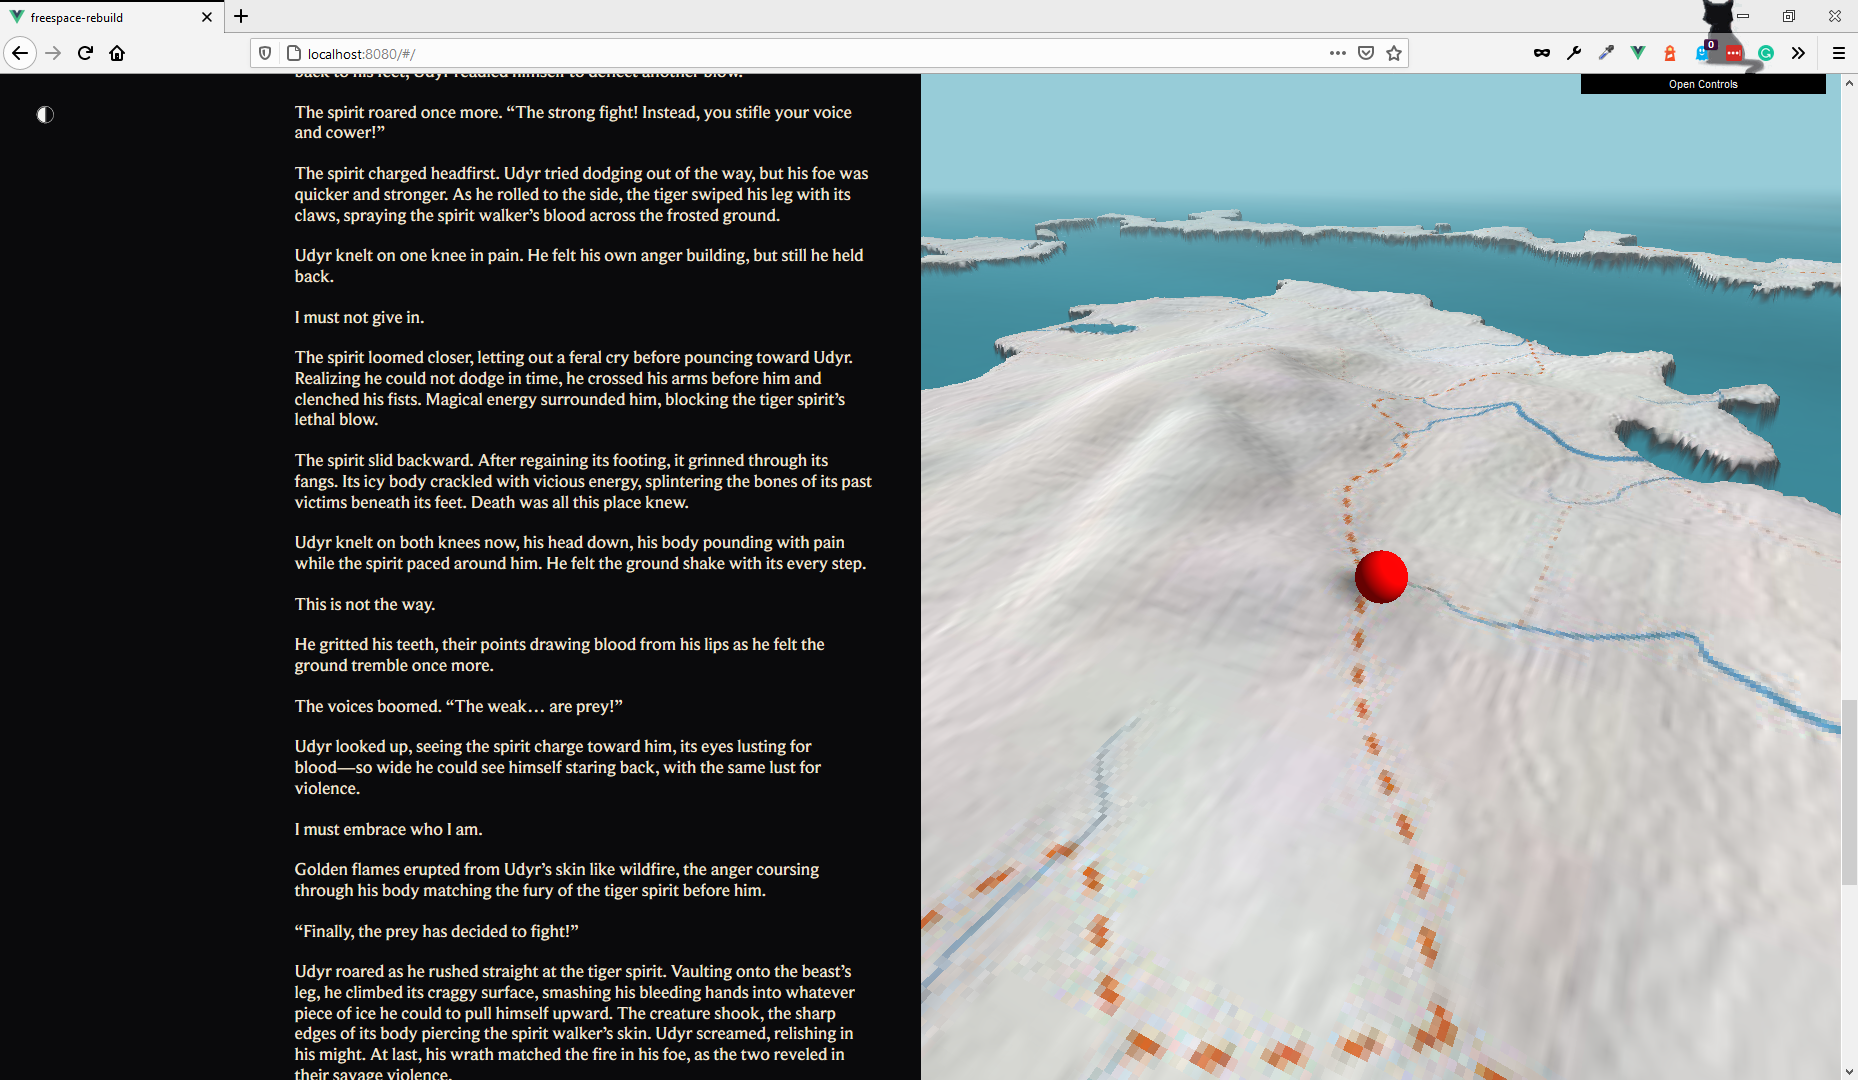 freespace-rebuild
localhost:8080/#/
0
Open Controls
back to his feet, Udyr readied himself to deflect another blow.
The spirit roared once more. “The strong fight! Instead, you stifle your voice
and cower!”
The spirit charged headfirst. Udyr tried dodging out of the way, but his foe was
quicker and stronger. As he rolled to the side, the tiger swiped his leg with its
claws, spraying the spirit walker’s blood across the frosted ground.
Udyr knelt on one knee in pain. He felt his own anger building, but still he held
back.
I must not give in.
The spirit loomed closer, letting out a feral cry before pouncing toward Udyr.
Realizing he could not dodge in time, he crossed his arms before him and
clenched his fists. Magical energy surrounded him, blocking the tiger spirit’s
lethal blow.
The spirit slid backward. After regaining its footing, it grinned through its
fangs. Its icy body crackled with vicious energy, splintering the bones of its past
victims beneath its feet. Death was all this place knew.
Udyr knelt on both knees now, his head down, his body pounding with pain
while the spirit paced around him. He felt the ground shake with its every step.
This is not the way.
He gritted his teeth, their points drawing blood from his lips as he felt the
ground tremble once more.
The voices boomed. “The weak… are prey!”
Udyr looked up, seeing the spirit charge toward him, its eyes lusting for
blood—so wide he could see himself staring back, with the same lust for
violence.
I must embrace who I am.
Golden flames erupted from Udyr’s skin like wildfire, the anger coursing
through his body matching the fury of the tiger spirit before him.
“Finally, the prey has decided to fight!”
Udyr roared as he rushed straight at the tiger spirit. Vaulting onto the beast’s
leg, he climbed its craggy surface, smashing his bleeding hands into whatever
piece of ice he could to pull himself upward. The creature shook, the sharp
edges of its body piercing the spirit walker’s skin. Udyr screamed, relishing in
his might. At last, his wrath matched the fire in his foe, as the two reveled in
their savage violence.